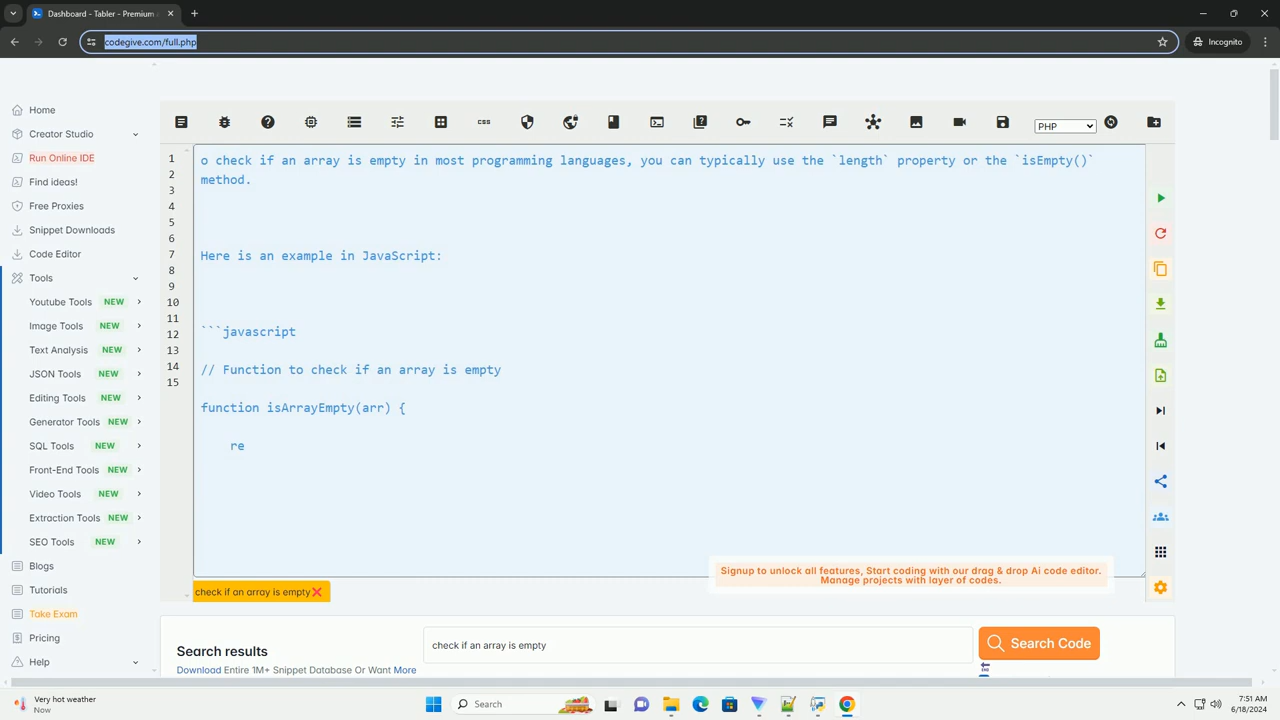 Dashboard - Tabler - Premium
codegive.com/full.php
Incognito
Home
Creator Studio
Run Online IDE
Find ideas!
Free Proxies
Snippet Downloads
Code Editor
Tools
Youtube Tools NEW
Image Tools NEW
Text Analysis NEW
JSON Tools NEW
Editing Tools NEW
Generator Tools NEW
SQL Tools NEW
Front-End Tools NEW
Video Tools NEW
Extraction Tools NEW
SEO Tools NEW
Blogs
Tutorials
Take Exam
Pricing
Help
css
PHP
1
2
3
4
5
6
7
8
9
10
11
12
13
14
15
o check if an array is empty in most programming languages, you can typically use the `length` property or the `isEmpty()`
method.
Here is an example in JavaScript:
```javascript
// Function to check if an array is empty
function isArrayEmpty(arr) {
re
Signup to unlock all features, Start coding with our drag & drop Ai code editor.
Manage projects with layer of codes.
check if an array is empty❌
Search results
Download Entire 1M+ Snippet Database Or Want More
check if an array is empty
Search Code
Very hot weather
Now
Search
7:51 AM
6/18/2024